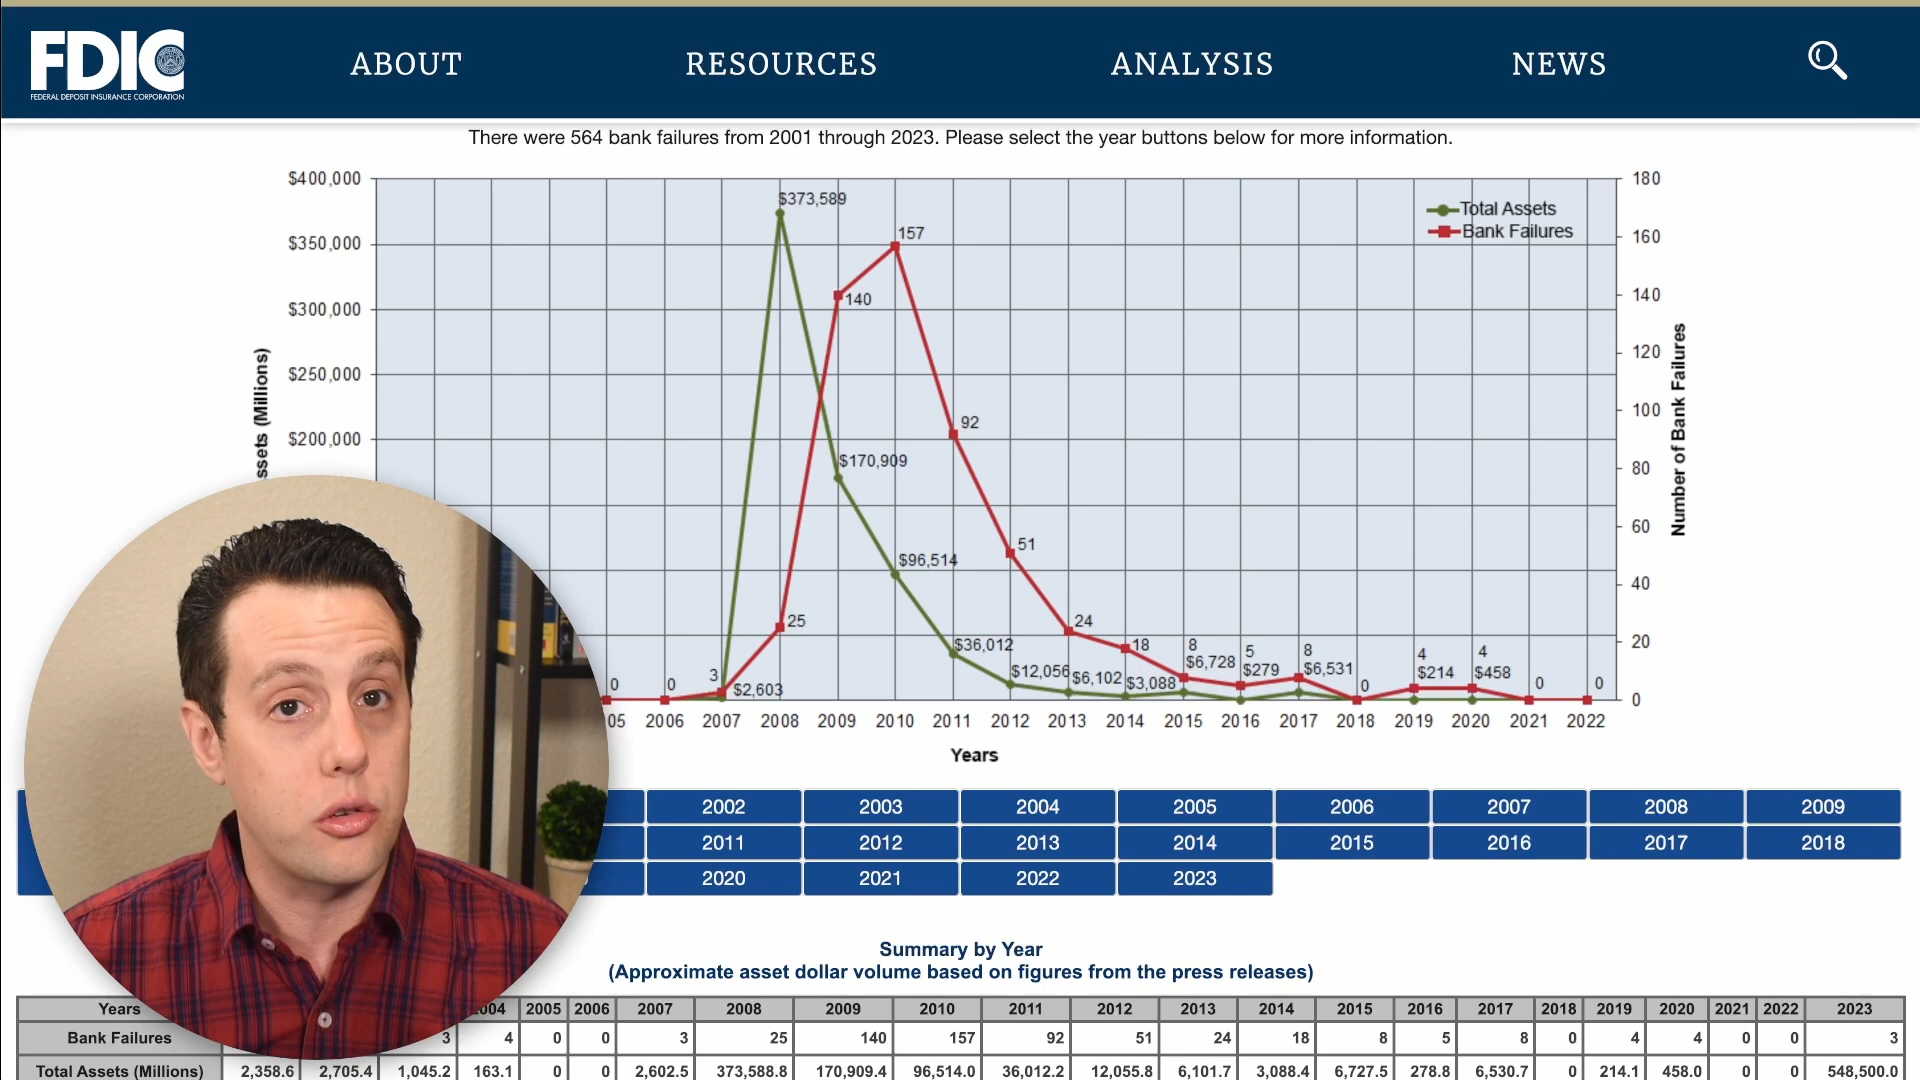 FDIC
FEDERAL DEPOSIT INSURANCE CORPORATION
ABOUT RESOURCES ANALYSIS NEWS
There were 564 bank failures from 2001 through 2023. Please select the year buttons below for more information.
$400,000
$350,000
$300,000
$250,000
$200,000
ssets (Millions)
$373,589
$170,909
$96,514
$36,012
$12,056
$6,102
$3,088
$6,728
$279
$6,531
$214
$458
$2,603
0
0
3
25
140
157
92
51
24
18
8
5
8
0
4
4
0
0
Total Assets
Bank Failures
180
160
140
120
100
80
60
40
20
0
Number of Bank Failures
05 2006 2007 2008 2009 2010 2011 2012 2013 2014 2015 2016 2017 2018 2019 2020 2021 2022
Years
2002 2003 2004 2005 2006 2007 2008 2009
2011 2012 2013 2014 2015 2016 2017 2018
2020 2021 2022 2023
Summary by Year
(Approximate asset dollar volume based on figures from the press releases)
Years 2004 2005 2006 2007 2008 2009 2010 2011 2012 2013 2014 2015 2016 2017 2018 2019 2020 2021 2022 2023
Bank Failures 3 4 0 0 3 25 140 157 92 51 24 18 8 5 8 0 4 4 0 0 3
Total Assets (Millions) 2,358.6 2,705.4 1,045.2 163.1 0 0 2,602.5 373,588.8 170,909.4 96,514.0 36,012.2 12,055.8 6,101.7 3,088.4 6,727.5 278.8 6,530.7 0 214.1 458.0 0 0 548,500.0